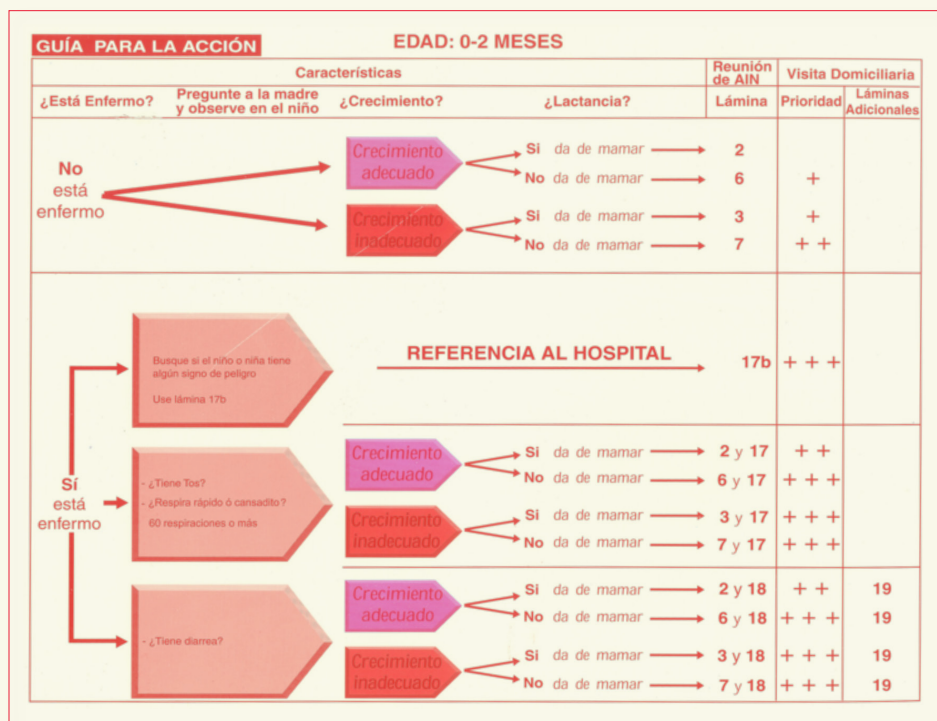 GUÍA PARA LA ACCIÓN
EDAD: 0-2 MESES
Características
Reunión de AIN
Visita Domiciliaria
¿Está Enfermo?
Pregunte a la madre
y observe en el niño
¿Crecimiento?
¿Lactancia?
Lámina
Prioridad
Láminas
Adicionales
No
está
enfermo
Crecimiento
adecuado
Si da de mamar 2
No da de mamar 6 +
Crecimiento
inadecuado
Si da de mamar 3 +
No da de mamar 7 + +
Sí
está
enfermo
Busque si el niño o niña tiene
algún signo de peligro
Use lámina 17b
REFERENCIA AL HOSPITAL 17b + + +
- ¿Tiene Tos?
- ¿Respira rápido ó cansadito?
60 respiraciones o más
Crecimiento
adecuado
Si da de mamar 2 y 17 + +
No da de mamar 6 y 17 + + +
Crecimiento
inadecuado
Si da de mamar 3 y 17 + + +
No da de mamar 7 y 17 + + +
- ¿Tiene diarrea?
Crecimiento
adecuado
Si da de mamar 2 y 18 + + 19
No da de mamar 6 y 18 + + + 19
Crecimiento
inadecuado
Si da de mamar 3 y 18 + + + 19
No da de mamar 7 y 18 + + + 19